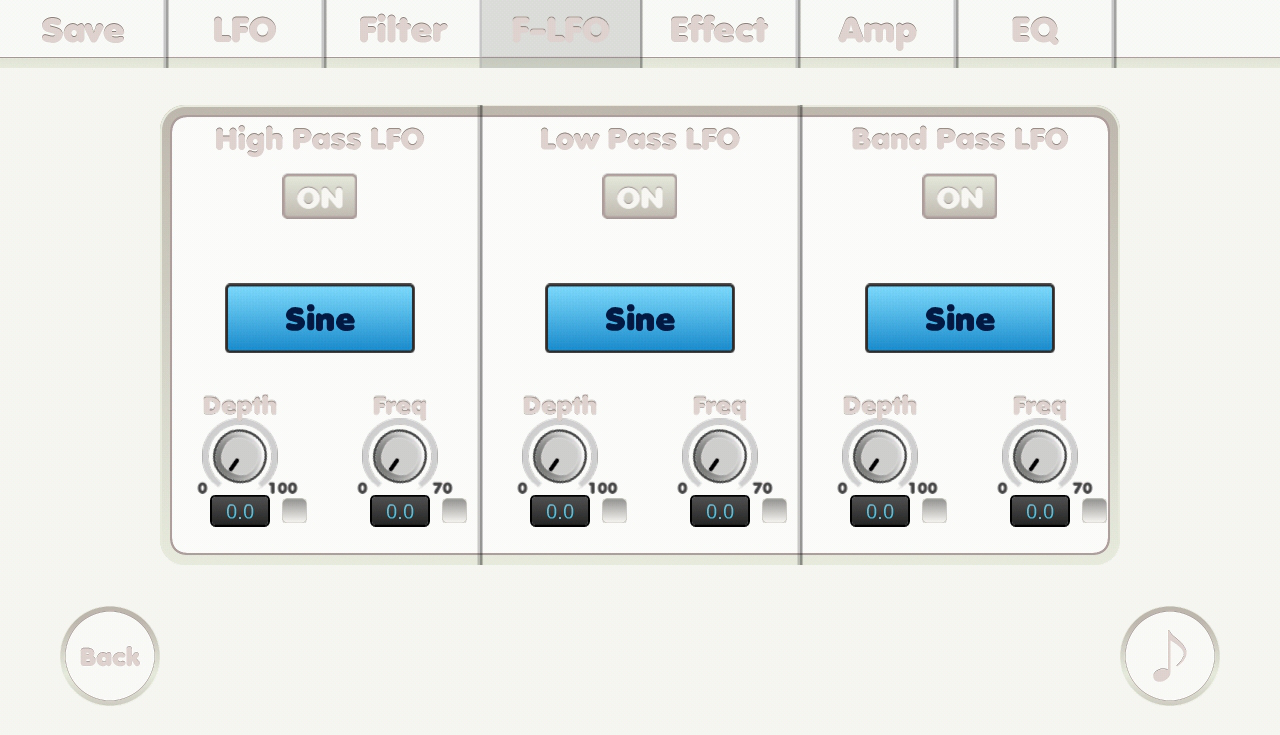 Save LFO Filter F-LFO Effect Amp EQ
High Pass LFO Low Pass LFO Band Pass LFO
ON ON ON
Sine Sine Sine
Depth Freq Depth Freq Depth Freq
0 100 0 70 0 100 0 70 0 100 0 70
0.0 0.0 0.0 0.0 0.0 0.0
Back